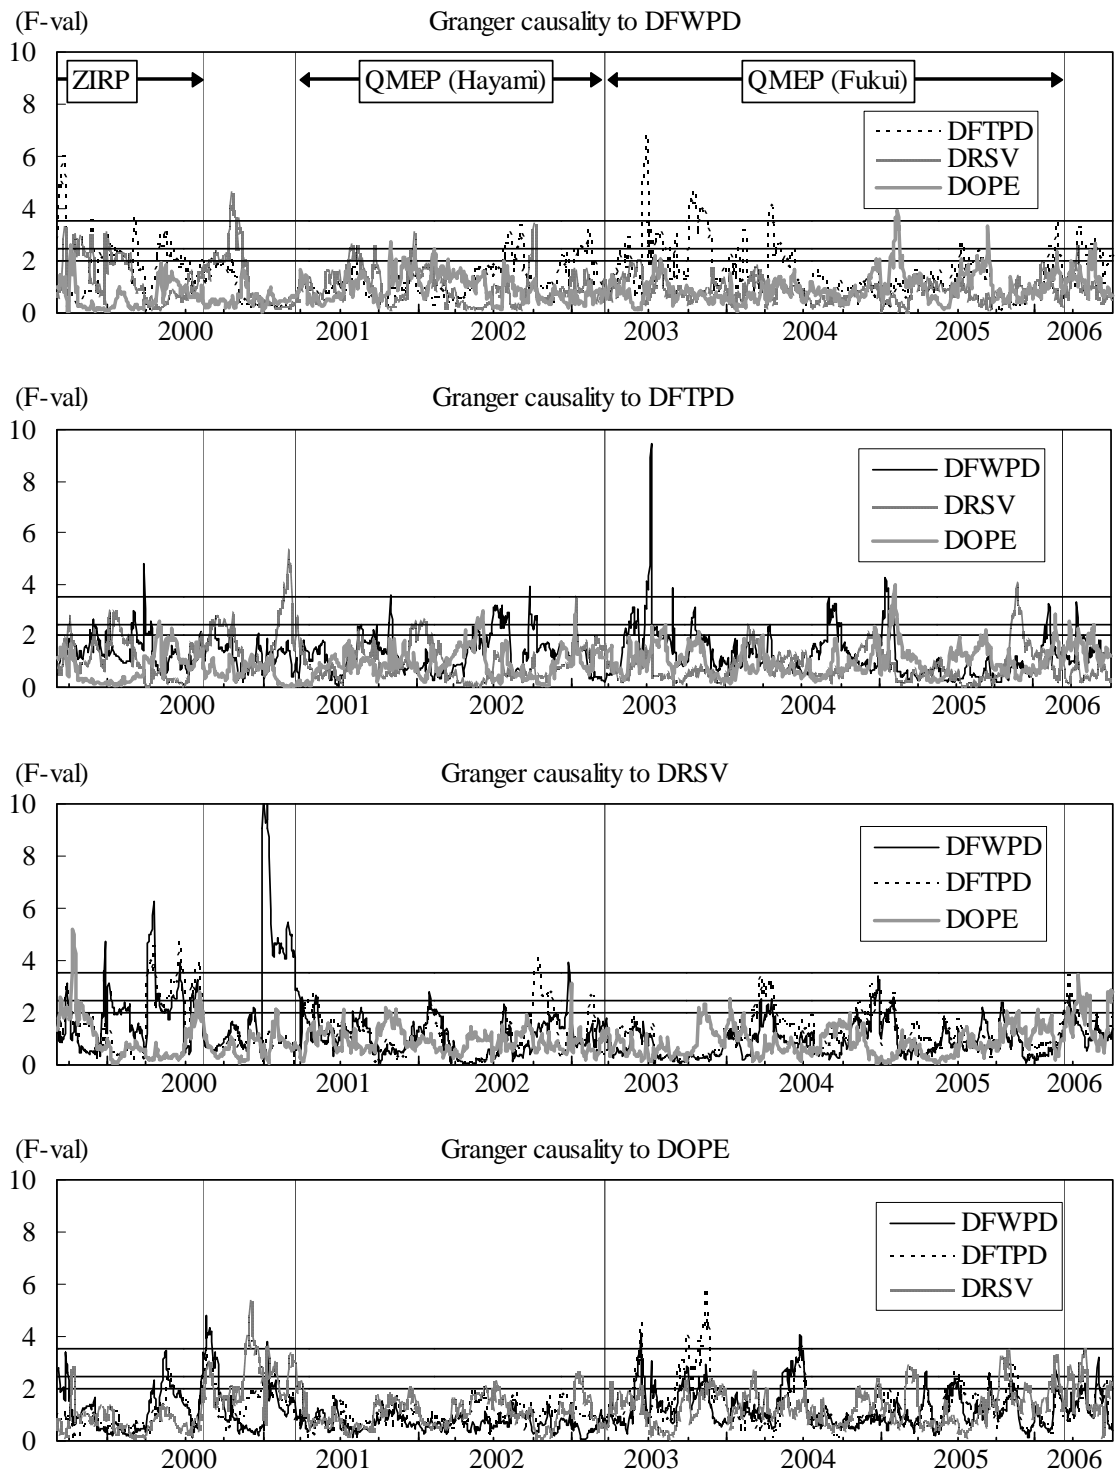 (F-val) Granger causality to DFWPD
10
ZIRP QMEP (Hayami) QMEP (Fukui)
8
DFTPD
6
DRSV
DOPE
4
2
0
2000 2001 2002 2003 2004 2005 2006
(F-val) Granger causality to DFTPD
10
DFWPD
8
DRSV
DOPE
6
4
2
0
2000 2001 2002 2003 2004 2005 2006
(F-val) Granger causality to DRSV
10
DFWPD
8
DFTPD
DOPE
6
4
2
0
2000 2001 2002 2003 2004 2005 2006
(F-val) Granger causality to DOPE
10
DFWPD
8
DFTPD
DRSV
6
4
2
0
2000 2001 2002 2003 2004 2005 2006